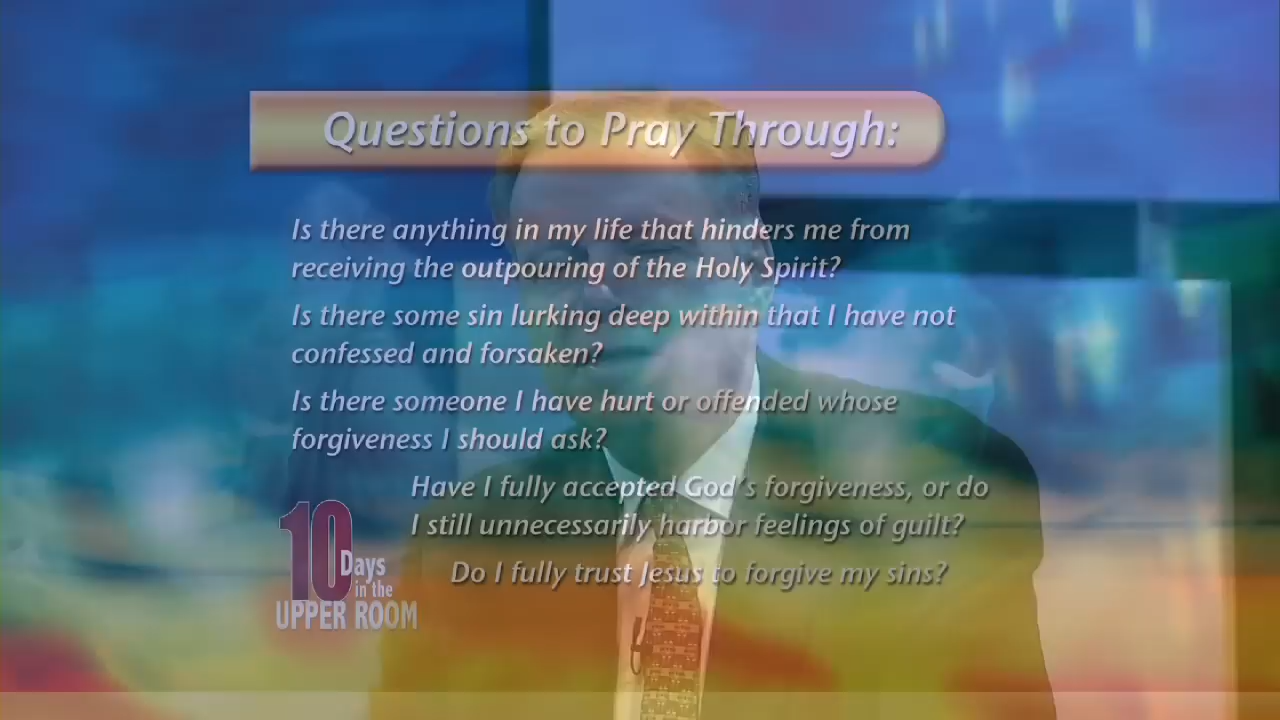 Questions to Pray Through:
Is there anything in my life that hinders me from
receiving the outpouring of the Holy Spirit?
Is there some sin lurking deep within that I have not
confessed and forsaken?
Is there someone I have hurt or offended whose
forgiveness I should ask?
Have I fully accepted God's forgiveness, or do
I still unnecessarily harbor feelings of guilt?
Do I fully trust Jesus to forgive my sins?
10
Days
in the
UPPER ROOM